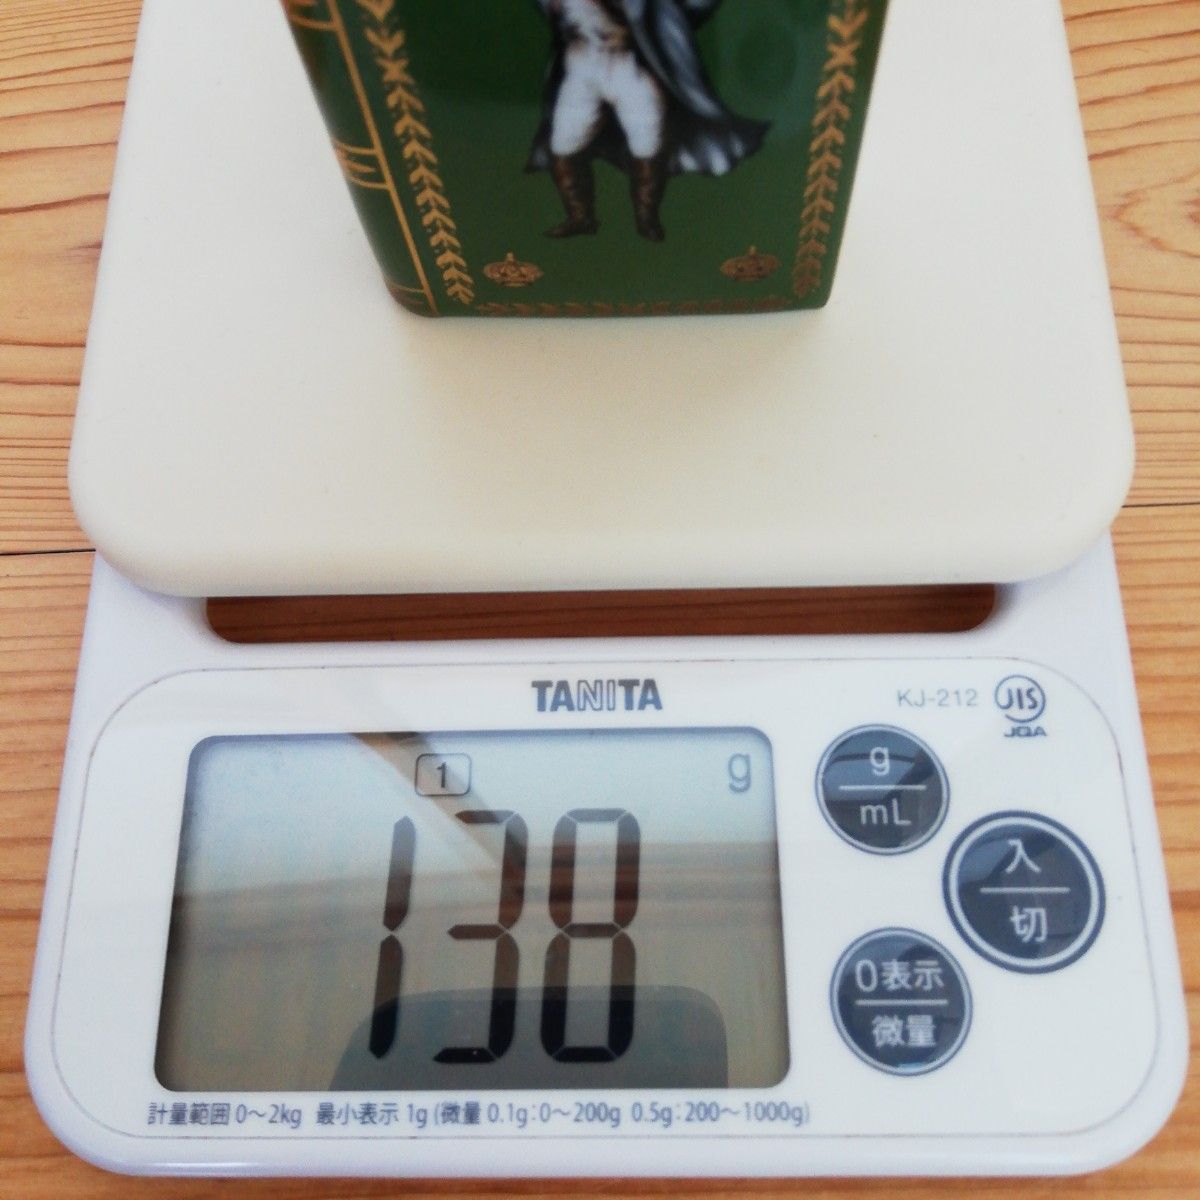 TANITA
KJ-212
JIS
JQA
1
g
138
g
mL
入
切
0表示
微量
計量範囲 0～2kg 最小表示 1g (微量 0.1g:0～200g 0.5g:200～1000g)